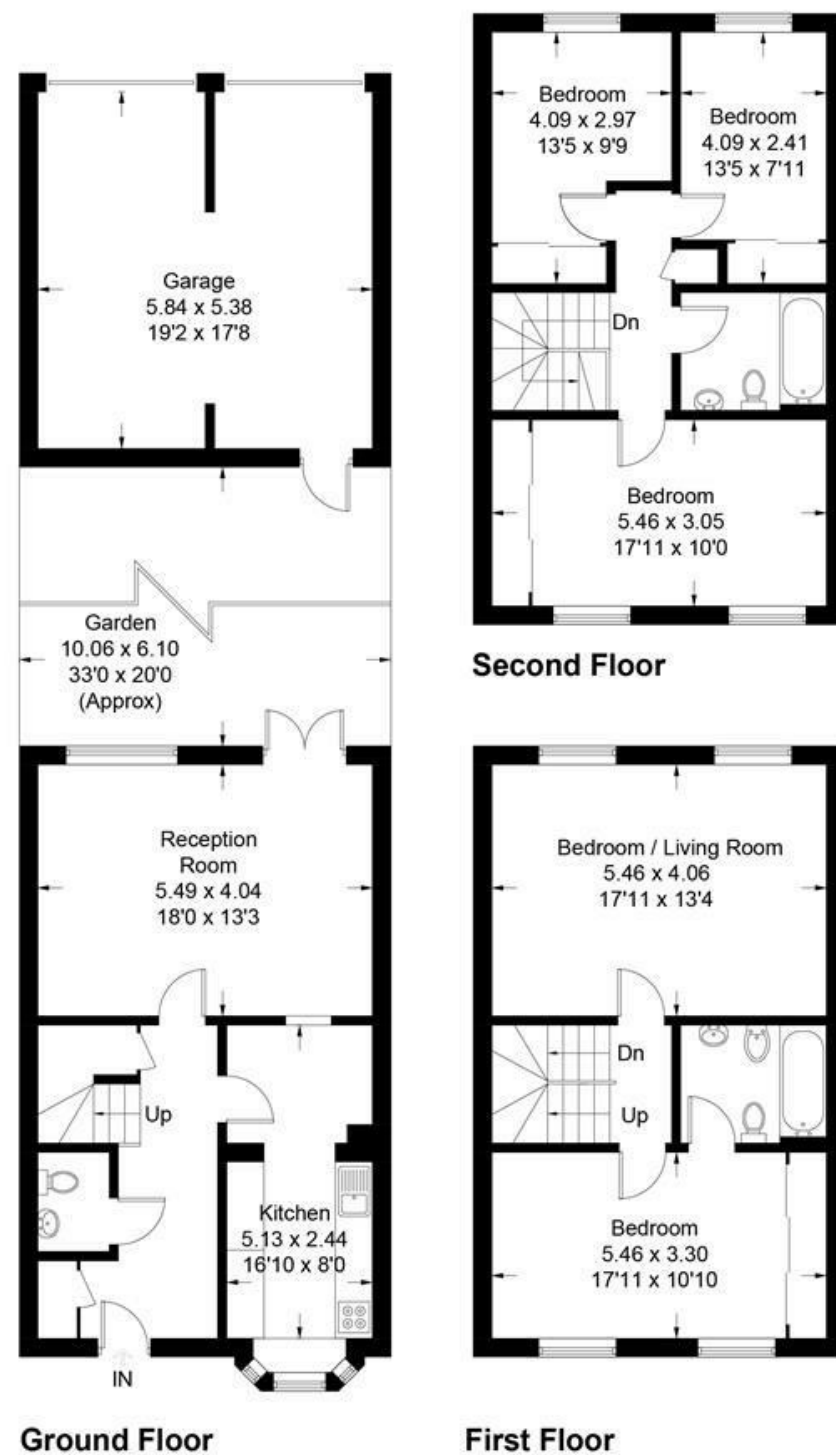 Garage
5.84 x 5.38
19'2 x 17'8
Garden
10.06 x 6.10
33'0 x 20'0
(Approx)
Reception
Room
5.49 x 4.04
18'0 x 13'3
Up
Kitchen
5.13 x 2.44
16'10 x 8'0
IN
Ground Floor
Bedroom
4.09 x 2.97
13'5 x 9'9
Bedroom
4.09 x 2.41
13'5 x 7'11
Dn
Bedroom
5.46 x 3.05
17'11 x 10'0
Second Floor
Bedroom / Living Room
5.46 x 4.06
17'11 x 13'4
Dn
Up
Bedroom
5.46 x 3.30
17'11 x 10'10
First Floor